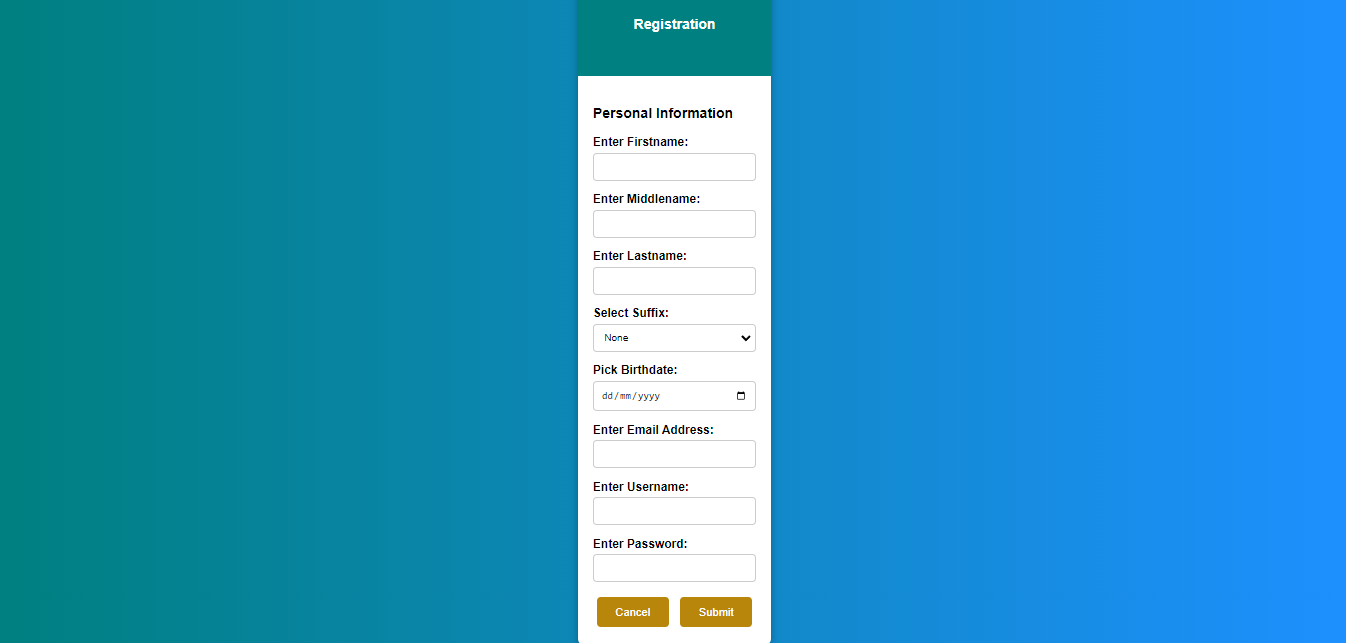 Registration
Personal Information
Enter Firstname:
Enter Middlename:
Enter Lastname:
Select Suffix:
None
Pick Birthdate:
dd/mm/yyyy
Enter Email Address:
Enter Username:
Enter Password:
Cancel Submit